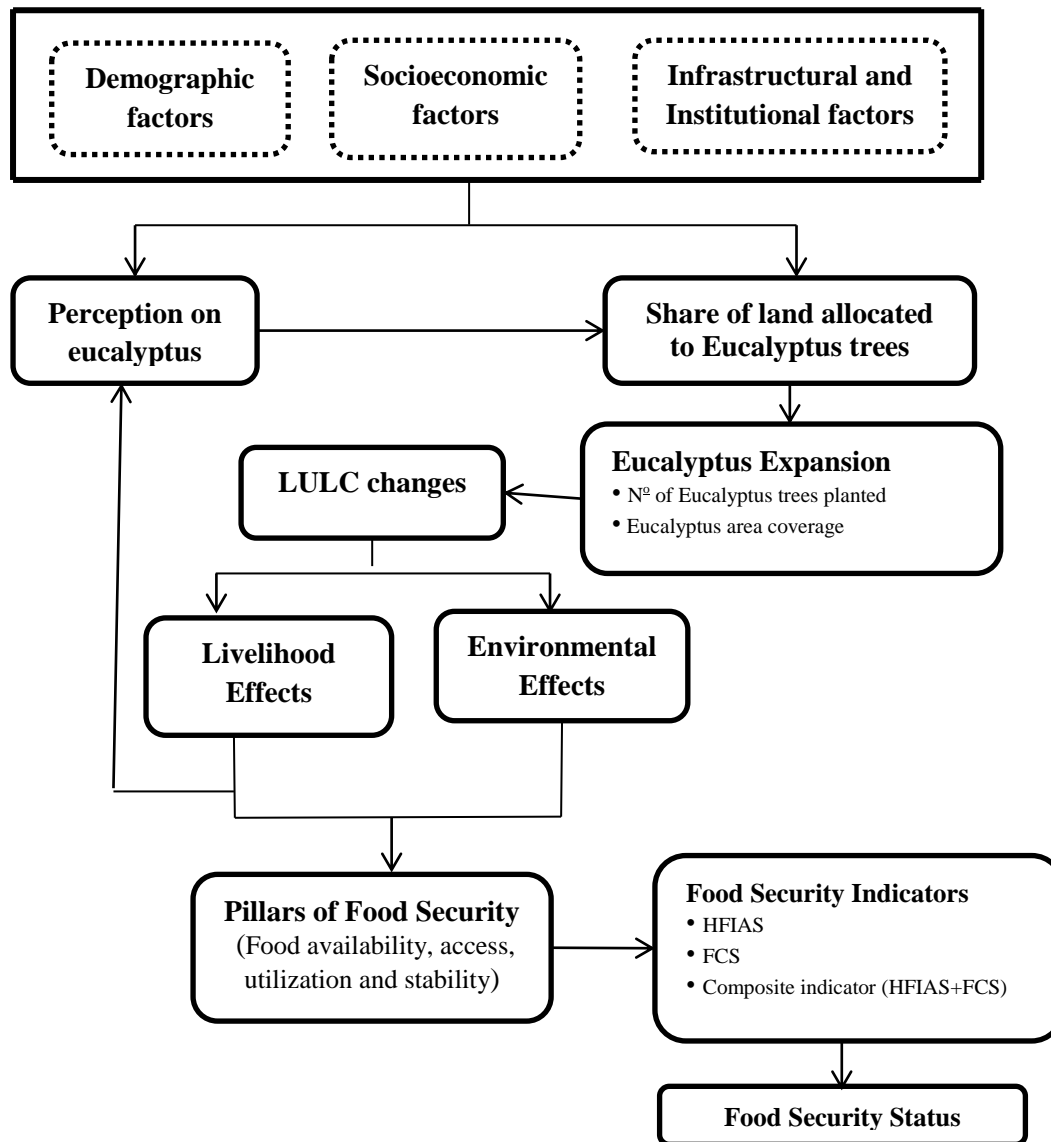 Demographic
factors
Socioeconomic
factors
Infrastructural and
Institutional factors
Perception on
eucalyptus
Share of land allocated
to Eucalyptus trees
Eucalyptus Expansion
• Nº of Eucalyptus trees planted
• Eucalyptus area coverage
LULC changes
Livelihood
Effects
Environmental
Effects
Pillars of Food Security
(Food availability, access,
utilization and stability)
Food Security Indicators
• HFIAS
• FCS
• Composite indicator (HFIAS+FCS)
Food Security Status